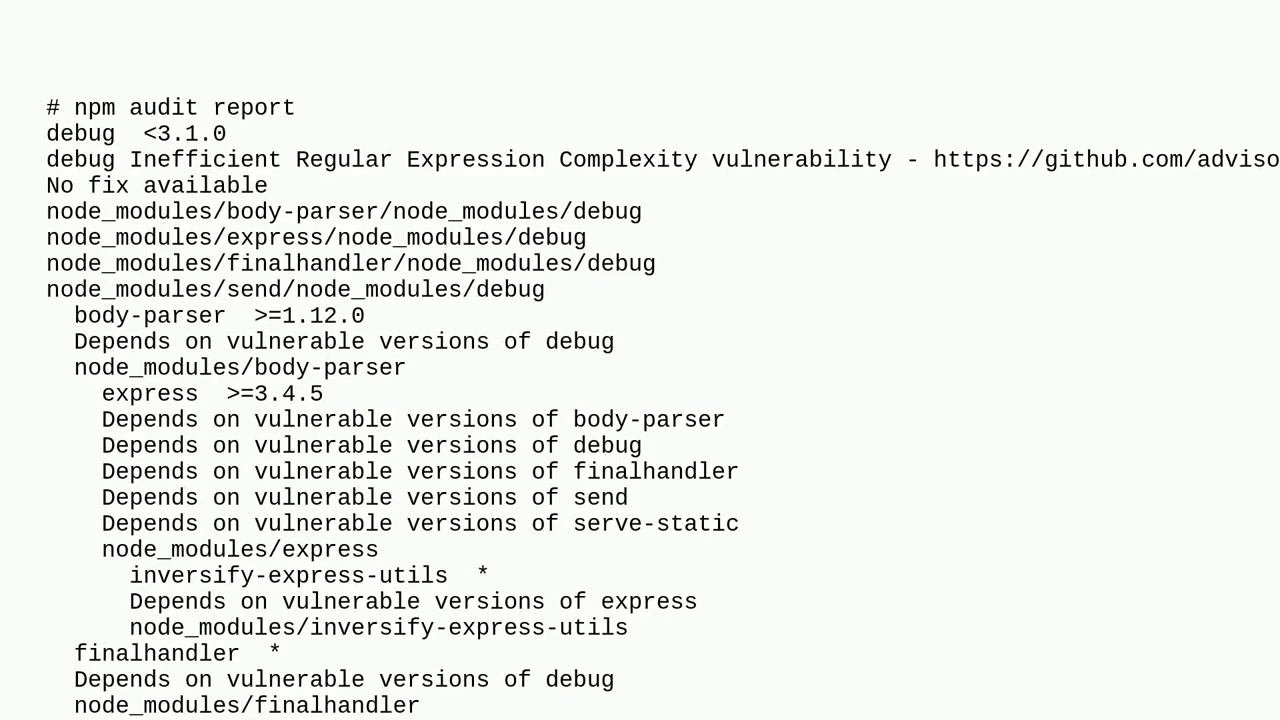 # npm audit report
debug  <3.1.0
debug Inefficient Regular Expression Complexity vulnerability - https://github.com/adviso
No fix available
node_modules/body-parser/node_modules/debug
node_modules/express/node_modules/debug
node_modules/finalhandler/node_modules/debug
node_modules/send/node_modules/debug
  body-parser  >=1.12.0
  Depends on vulnerable versions of debug
  node_modules/body-parser
    express  >=3.4.5
    Depends on vulnerable versions of body-parser
    Depends on vulnerable versions of debug
    Depends on vulnerable versions of finalhandler
    Depends on vulnerable versions of send
    Depends on vulnerable versions of serve-static
    node_modules/express
      inversify-express-utils  *
      Depends on vulnerable versions of express
      node_modules/inversify-express-utils
  finalhandler  *
  Depends on vulnerable versions of debug
  node_modules/finalhandler